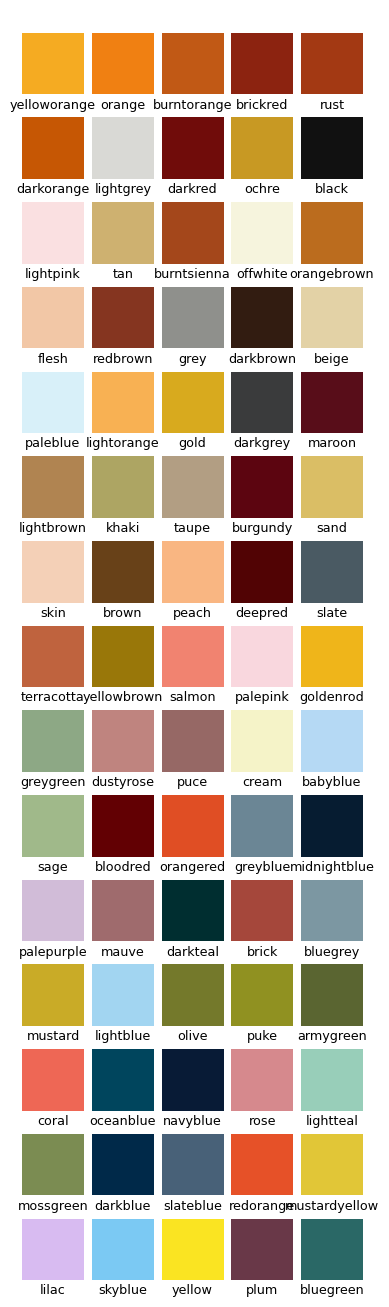 yelloworange orange burntorange brickred rust
darkorange lightgrey darkred ochre black
lightpink tan burntsienna offwhite orangebrown
flesh redbrown grey darkbrown beige
paleblue lightorange gold darkgrey maroon
lightbrown khaki taupe burgundy sand
skin brown peach deepred slate
terracotta yellowbrown salmon palepink goldenrod
greygreen dustyrose puce cream babyblue
sage bloodred orangered greyblue midnightblue
palepurple mauve darkteal brick bluegrey
mustard lightblue olive puke armygreen
coral oceanblue navyblue rose lightteal
mossgreen darkblue slateblue redorange mustardyellow
lilac skyblue yellow plum bluegreen